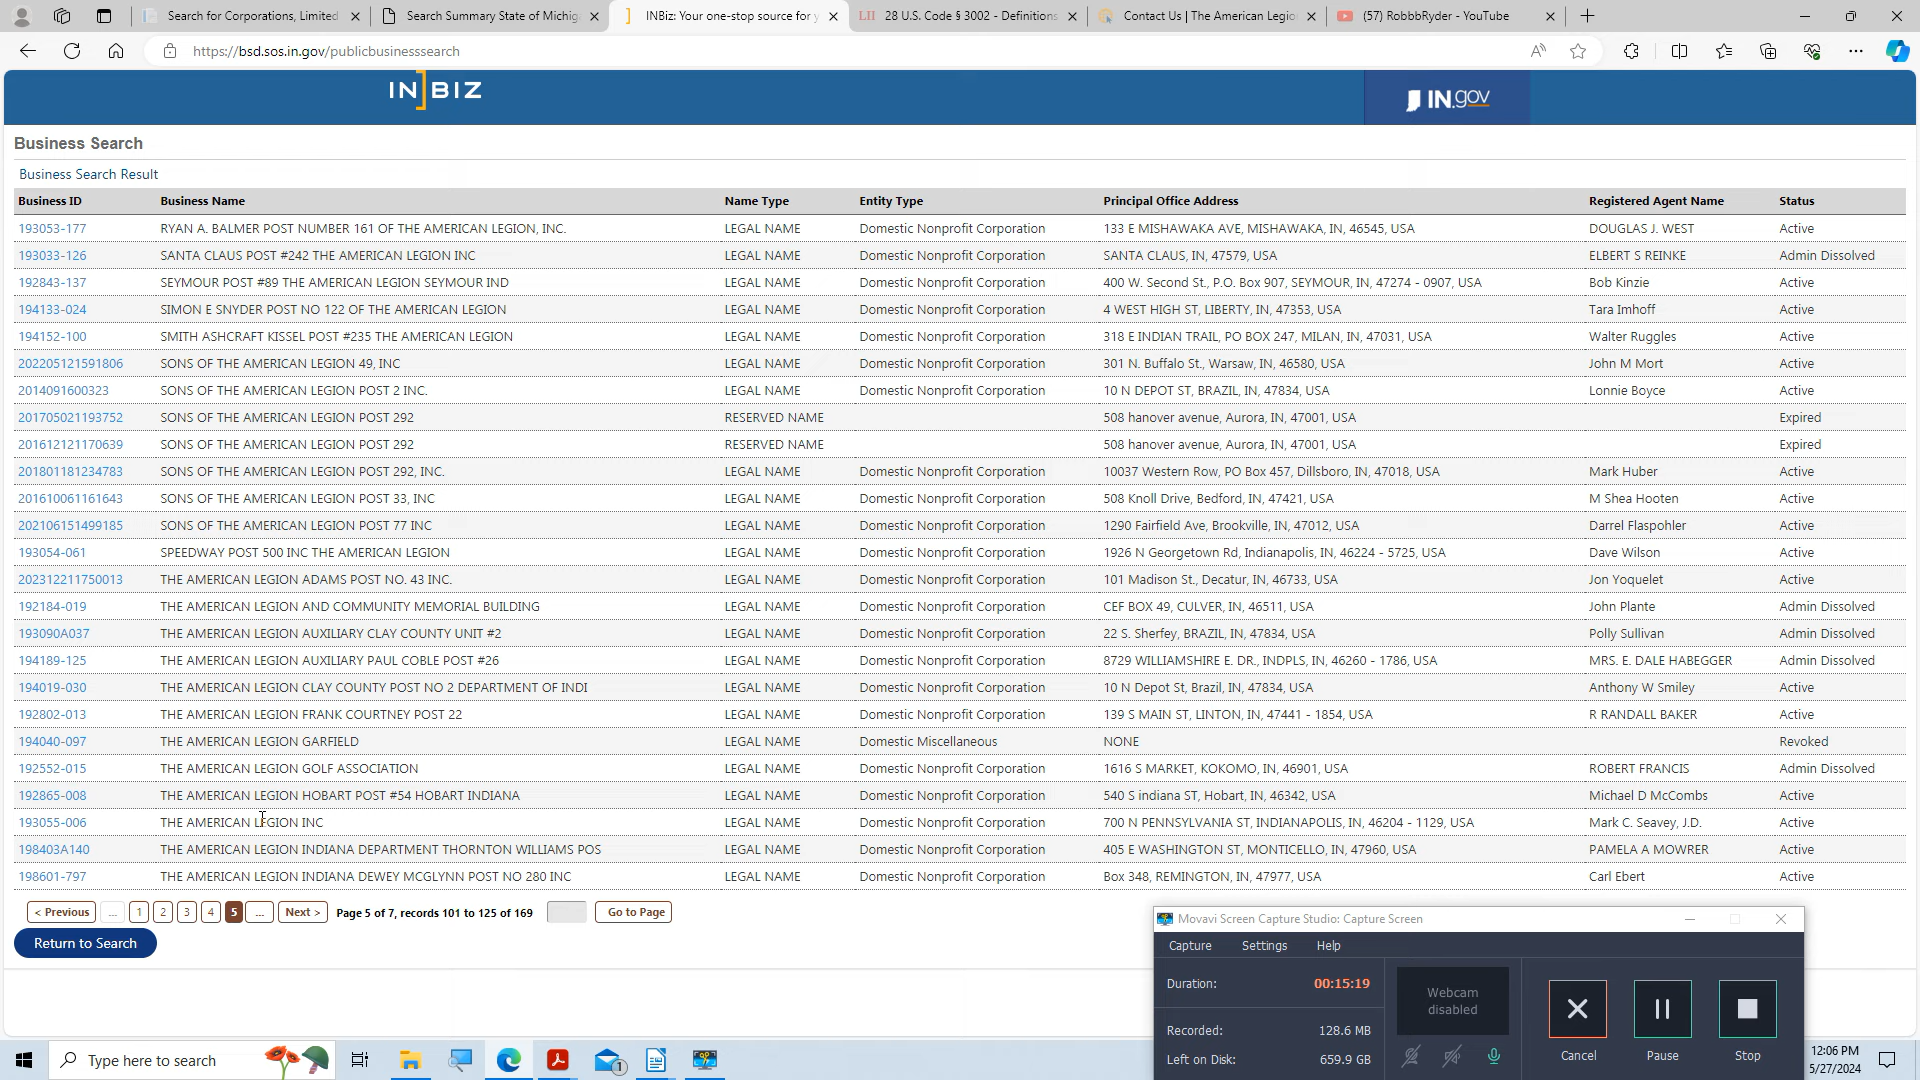 Search for Corporations, Limited
Search Summary State of Michig
INBiz: Your one-stop source for y
LII 28 U.S. Code § 3002 - Definitions
Contact Us | The American Legio
(57) RobbbRyder - YouTube
https://bsd.sos.in.gov/publicbusinesssearch
IN BIZ
IN.gov
Business Search
Business Search Result
Business ID Business Name Name Type Entity Type Principal Office Address Registered Agent Name Status
193053-177 RYAN A. BALMER POST NUMBER 161 OF THE AMERICAN LEGION, INC. LEGAL NAME Domestic Nonprofit Corporation 133 E MISHAWAKA AVE, MISHAWAKA, IN, 46545, USA DOUGLAS J. WEST Active
193033-126 SANTA CLAUS POST #242 THE AMERICAN LEGION INC LEGAL NAME Domestic Nonprofit Corporation SANTA CLAUS, IN, 47579, USA ELBERT S REINKE Admin Dissolved
192843-137 SEYMOUR POST #89 THE AMERICAN LEGION SEYMOUR IND LEGAL NAME Domestic Nonprofit Corporation 400 W. Second St., P.O. Box 907, SEYMOUR, IN, 47274 - 0907, USA Bob Kinzie Active
194133-024 SIMON E SNYDER POST NO 122 OF THE AMERICAN LEGION LEGAL NAME Domestic Nonprofit Corporation 4 WEST HIGH ST, LIBERTY, IN, 47353, USA Tara Imhoff Active
194152-100 SMITH ASHCRAFT KISSEL POST #235 THE AMERICAN LEGION LEGAL NAME Domestic Nonprofit Corporation 318 E INDIAN TRAIL, PO BOX 247, MILAN, IN, 47031, USA Walter Ruggles Active
202205121591806 SONS OF THE AMERICAN LEGION 49, INC LEGAL NAME Domestic Nonprofit Corporation 301 N. Buffalo St., Warsaw, IN, 46580, USA John M Mort Active
2014091600323 SONS OF THE AMERICAN LEGION POST 2 INC. LEGAL NAME Domestic Nonprofit Corporation 10 N DEPOT ST, BRAZIL, IN, 47834, USA Lonnie Boyce Active
201705021193752 SONS OF THE AMERICAN LEGION POST 292 RESERVED NAME 508 hanover avenue, Aurora, IN, 47001, USA Expired
201612121170639 SONS OF THE AMERICAN LEGION POST 292 RESERVED NAME 508 hanover avenue, Aurora, IN, 47001, USA Expired
201801181234783 SONS OF THE AMERICAN LEGION POST 292, INC. LEGAL NAME Domestic Nonprofit Corporation 10037 Western Row, PO Box 457, Dillsboro, IN, 47018, USA Mark Huber Active
201610061161643 SONS OF THE AMERICAN LEGION POST 33, INC LEGAL NAME Domestic Nonprofit Corporation 508 Knoll Drive, Bedford, IN, 47421, USA M Shea Hooten Active
202106151499185 SONS OF THE AMERICAN LEGION POST 77 INC LEGAL NAME Domestic Nonprofit Corporation 1290 Fairfield Ave, Brookville, IN, 47012, USA Darrel Flaspohler Active
193054-061 SPEEDWAY POST 500 INC THE AMERICAN LEGION LEGAL NAME Domestic Nonprofit Corporation 1926 N Georgetown Rd, Indianapolis, IN, 46224 - 5725, USA Dave Wilson Active
202312211750013 THE AMERICAN LEGION ADAMS POST NO. 43 INC. LEGAL NAME Domestic Nonprofit Corporation 101 Madison St., Decatur, IN, 46733, USA Jon Yoquelet Active
192184-019 THE AMERICAN LEGION AND COMMUNITY MEMORIAL BUILDING LEGAL NAME Domestic Nonprofit Corporation CEF BOX 49, CULVER, IN, 46511, USA John Plante Admin Dissolved
193090A037 THE AMERICAN LEGION AUXILIARY CLAY COUNTY UNIT #2 LEGAL NAME Domestic Nonprofit Corporation 22 S. Sherfey, BRAZIL, IN, 47834, USA Polly Sullivan Admin Dissolved
194189-125 THE AMERICAN LEGION AUXILIARY PAUL COBLE POST #26 LEGAL NAME Domestic Nonprofit Corporation 8729 WILLIAMSHIRE E. DR., INDPLS, IN, 46260 - 1786, USA MRS. E. DALE HABEGGER Admin Dissolved
194019-030 THE AMERICAN LEGION CLAY COUNTY POST NO 2 DEPARTMENT OF INDI LEGAL NAME Domestic Nonprofit Corporation 10 N Depot St, Brazil, IN, 47834, USA Anthony W Smiley Active
192802-013 THE AMERICAN LEGION FRANK COURTNEY POST 22 LEGAL NAME Domestic Nonprofit Corporation 139 S MAIN ST, LINTON, IN, 47441 - 1854, USA R RANDALL BAKER Active
194040-097 THE AMERICAN LEGION GARFIELD LEGAL NAME Domestic Miscellaneous NONE Revoked
192552-015 THE AMERICAN LEGION GOLF ASSOCIATION LEGAL NAME Domestic Nonprofit Corporation 1616 S MARKET, KOKOMO, IN, 46901, USA ROBERT FRANCIS Admin Dissolved
192865-008 THE AMERICAN LEGION HOBART POST #54 HOBART INDIANA LEGAL NAME Domestic Nonprofit Corporation 540 S indiana ST, Hobart, IN, 46342, USA Michael D McCombs Active
193055-006 THE AMERICAN LEGION INC LEGAL NAME Domestic Nonprofit Corporation 700 N PENNSYLVANIA ST, INDIANAPOLIS, IN, 46204 - 1129, USA Mark C. Seavey, J.D. Active
198403A140 THE AMERICAN LEGION INDIANA DEPARTMENT THORNTON WILLIAMS POS LEGAL NAME Domestic Nonprofit Corporation 405 E WASHINGTON ST, MONTICELLO, IN, 47960, USA PAMELA A MOWRER Active
198601-797 THE AMERICAN LEGION INDIANA DEWEY MCGLYNN POST NO 280 INC LEGAL NAME Domestic Nonprofit Corporation Box 348, REMINGTON, IN, 47977, USA Carl Ebert Active
< Previous ... 1 2 3 4 5 ... Next > Page 5 of 7, records 101 to 125 of 169 Go to Page
Return to Search
Movavi Screen Capture Studio: Capture Screen
Capture Settings Help
Duration: 00:15:19
Webcam disabled
Recorded: 128.6 MB
Left on Disk: 659.9 GB
Cancel Pause Stop
Type here to search
1
12:06 PM
5/27/2024